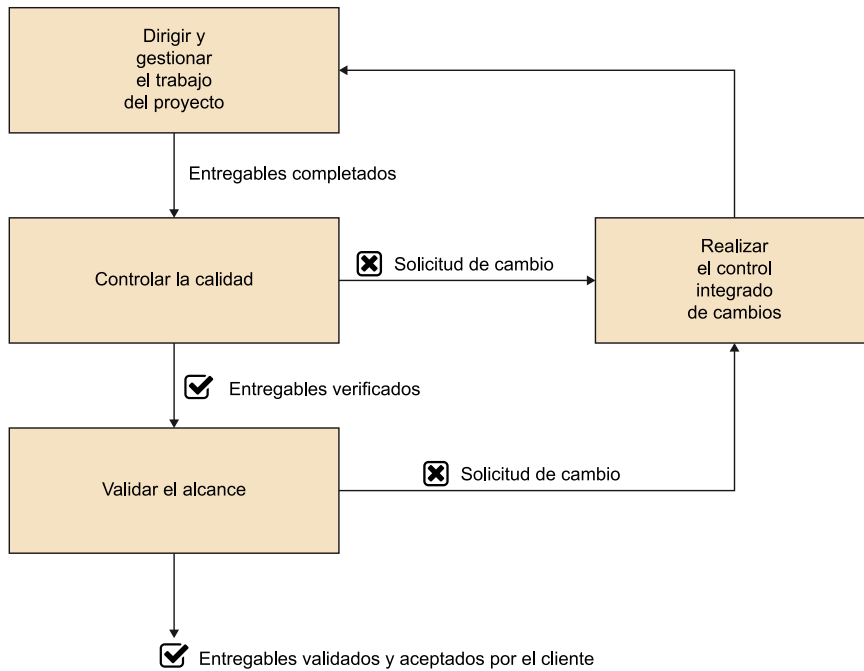 Dirigir y
gestionar
el trabajo
del proyecto
Entregables completados
Controlar la calidad
Solicitud de cambio
Realizar
el control
integrado
de cambios
Entregables verificados
Validar el alcance
Solicitud de cambio
Entregables validados y aceptados por el cliente